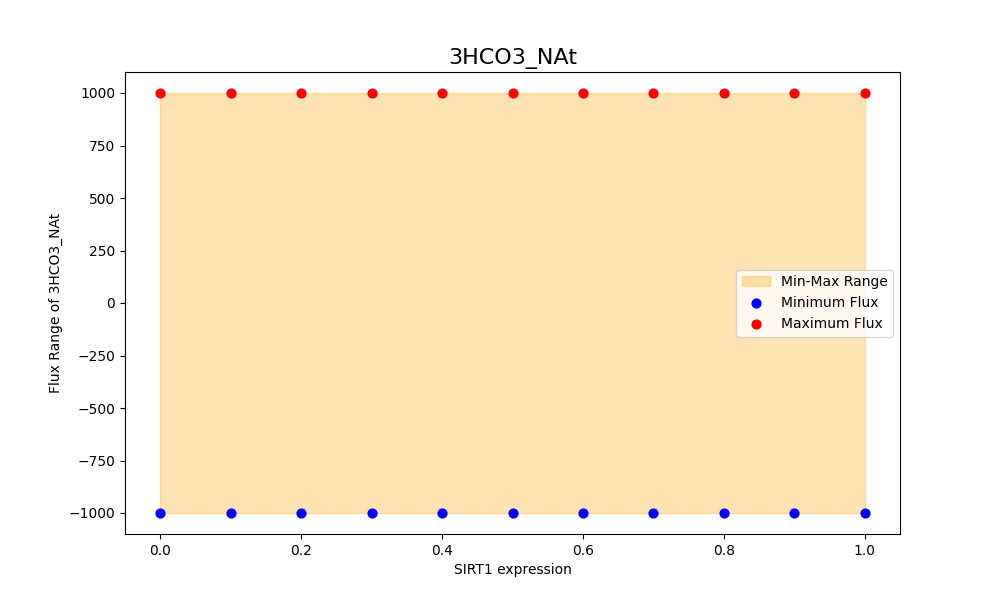 3HCO3_NAt
1000
750
500
250
0
−250
−500
−750
−1000
Flux Range of 3HCO3_NAt
Min-Max Range
Minimum Flux
Maximum Flux
0.0 0.2 0.4 0.6 0.8 1.0
SIRT1 expression